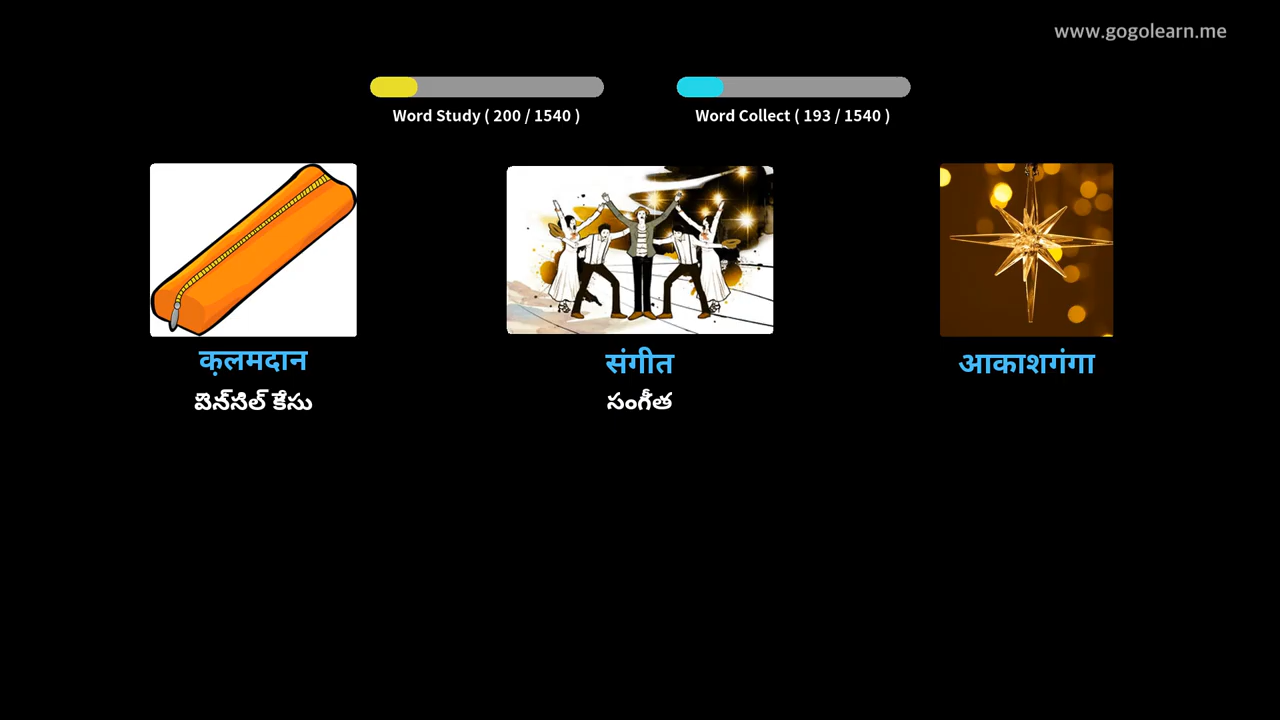 www.gogolearn.me
Word Study ( 200 / 1540 )
Word Collect ( 193 / 1540 )
क़लमदान
संगीत
आकाशगंगा
పెన్‌సిల్ కేసు
సంగీత